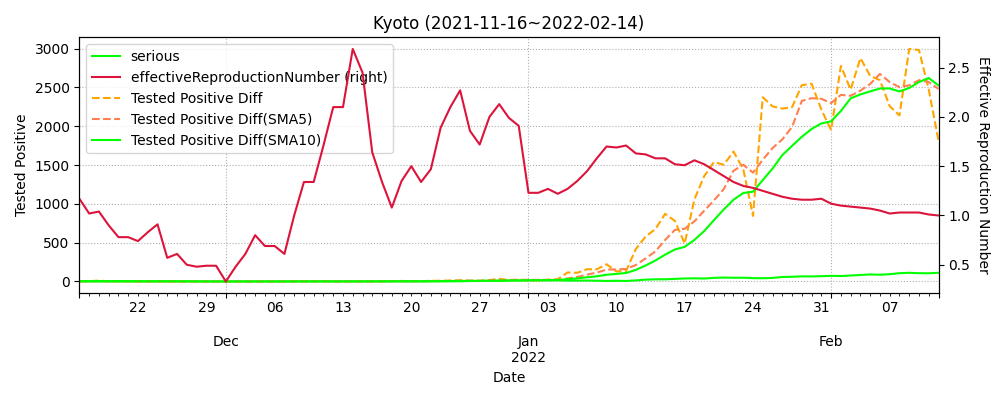 Kyoto (2021-11-16~2022-02-14)
serious
effectiveReproductionNumber (right)
Tested Positive Diff
Tested Positive Diff(SMA5)
Tested Positive Diff(SMA10)
Tested Positive
3000
2500
2000
1500
1000
500
0
2.5
2.0
1.5
1.0
0.5
Effective Reproduction Number
22 29 06 13 20 27 03 10 17 24 31 07
Dec Jan Feb
2022
Date